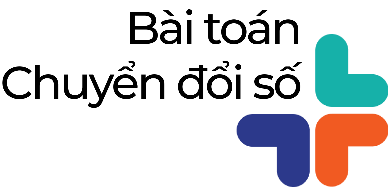 Bài toán
Chuyển đổi số